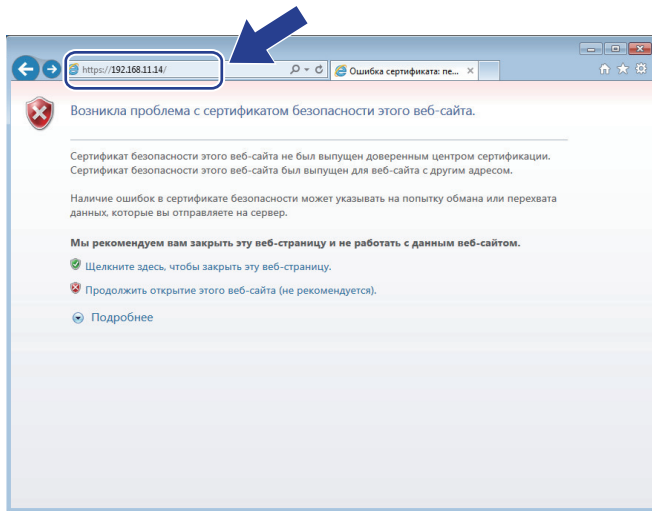 https://192.168.11.14/
Ошибка сертификата: пе...
Возникла проблема с сертификатом безопасности этого веб-сайта.
Сертификат безопасности этого веб-сайта не был выпущен доверенным центром сертификации.
Сертификат безопасности этого веб-сайта был выпущен для веб-сайта с другим адресом.
Наличие ошибок в сертификате безопасности может указывать на попытку обмана или перехвата
данных, которые вы отправляете на сервер.
Мы рекомендуем вам закрыть эту веб-страницу и не работать с данным веб-сайтом.
Щелкните здесь, чтобы закрыть эту веб-страницу.
Продолжить открытие этого веб-сайта (не рекомендуется).
Подробнее